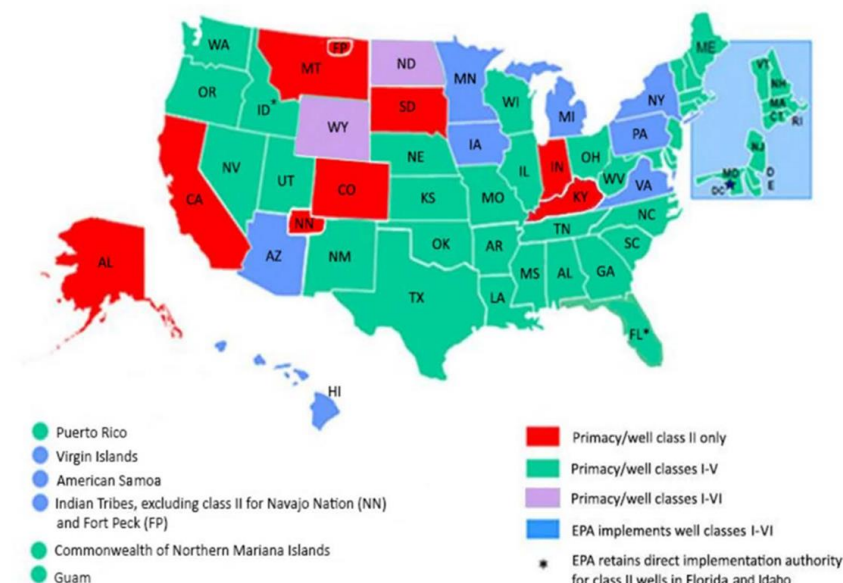 WA
MT
FP
ND
MN
ME
VT
NH
MA
CT
RI
OR
ID*
SD
WI
MI
NY
WY
IA
PA
NJ
NE
IL
IN
OH
NV
UT
CO
KS
MO
KY
WV
VA
MD
D
E
DC
CA
NN
OK
AR
TN
NC
AZ
NM
SC
AL
MS
AL
GA
TX
LA
FL*
HI
Puerto Rico
Virgin Islands
American Samoa
Indian Tribes, excluding class II for Navajo Nation (NN)
and Fort Peck (FP)
Commonwealth of Northern Mariana Islands
Guam
Primacy/well class II only
Primacy/well classes I-V
Primacy/well classes I-VI
EPA implements well classes I-VI
* EPA retains direct implementation authority
for class II wells in Florida and Idaho